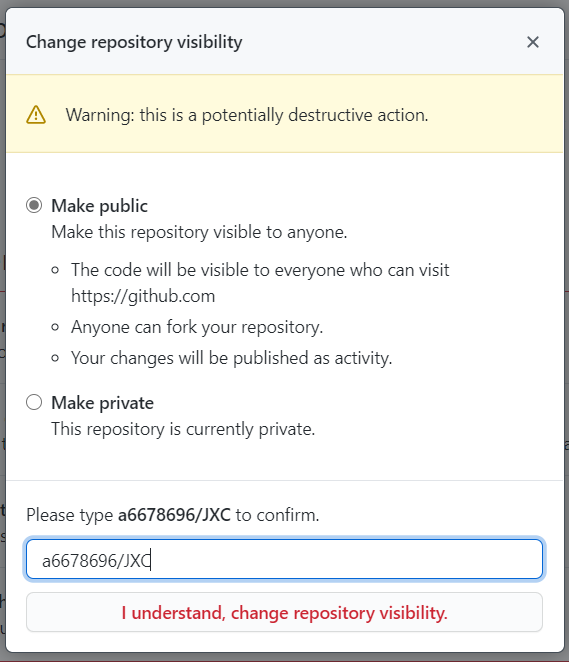 Change repository visibility
Warning: this is a potentially destructive action.
Make public
Make this repository visible to anyone.
The code will be visible to everyone who can visit
https://github.com
Anyone can fork your repository.
Your changes will be published as activity.
Make private
This repository is currently private.
Please type a6678696/JXC to confirm.
a6678696/JXC
I understand, change repository visibility.